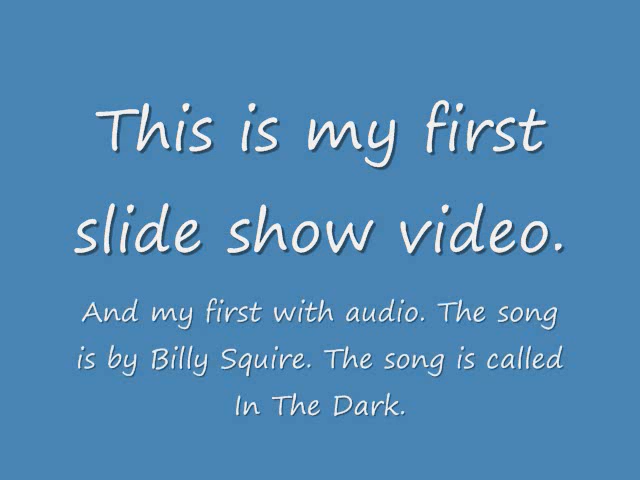 This is my first
slide show video.
And my first with audio. The song
is by Billy Squire. The song is called
In The Dark.